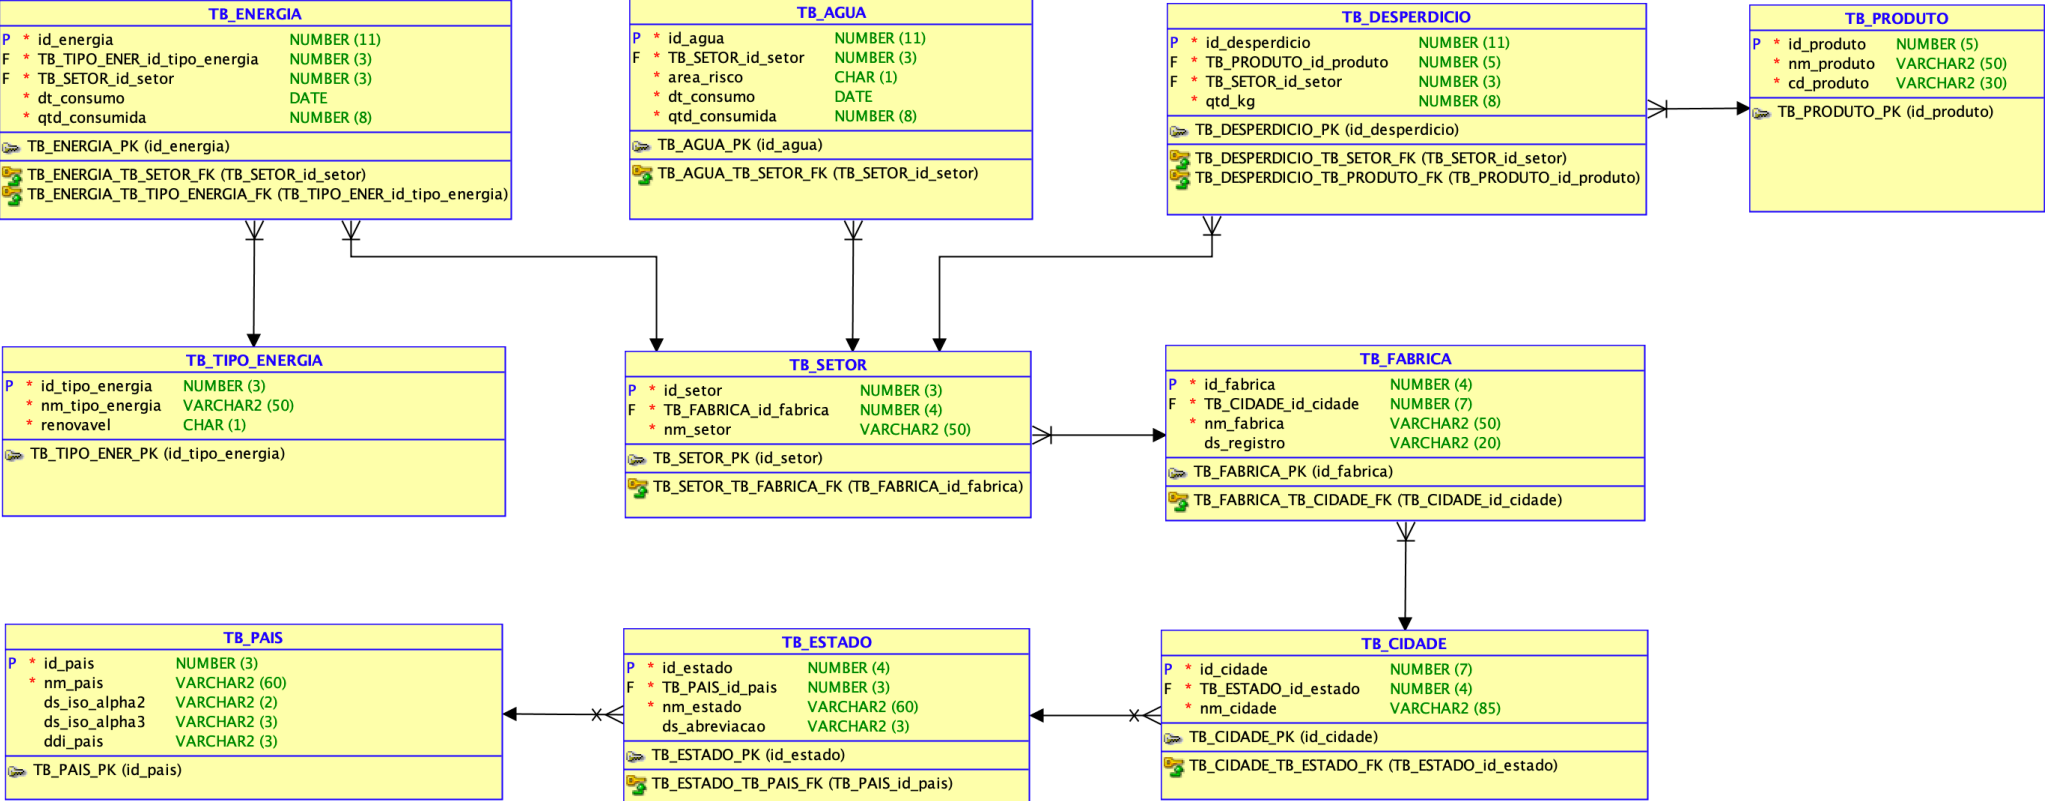 TB_ENERGIA
P * id_energia NUMBER (11)
F * TB_TIPO_ENER_id_tipo_energia NUMBER (3)
F * TB_SETOR_id_setor NUMBER (3)
* dt_consumo DATE
* qtd_consumida NUMBER (8)
TB_ENERGIA_PK (id_energia)
TB_ENERGIA_TB_SETOR_FK (TB_SETOR_id_setor)
TB_ENERGIA_TB_TIPO_ENERGIA_FK (TB_TIPO_ENER_id_tipo_energia)
TB_AGUA
P * id_agua NUMBER (11)
F * TB_SETOR_id_setor NUMBER (3)
* area_risco CHAR (1)
* dt_consumo DATE
* qtd_consumida NUMBER (8)
TB_AGUA_PK (id_agua)
TB_AGUA_TB_SETOR_FK (TB_SETOR_id_setor)
TB_DESPERDICIO
P * id_desperdicio NUMBER (11)
F * TB_PRODUTO_id_produto NUMBER (5)
F * TB_SETOR_id_setor NUMBER (3)
* qtd_kg NUMBER (8)
TB_DESPERDICIO_PK (id_desperdicio)
TB_DESPERDICIO_TB_SETOR_FK (TB_SETOR_id_setor)
TB_DESPERDICIO_TB_PRODUTO_FK (TB_PRODUTO_id_produto)
TB_PRODUTO
P * id_produto NUMBER (5)
* nm_produto VARCHAR2 (50)
* cd_produto VARCHAR2 (30)
TB_PRODUTO_PK (id_produto)
TB_TIPO_ENERGIA
P * id_tipo_energia NUMBER (3)
* nm_tipo_energia VARCHAR2 (50)
* renovavel CHAR (1)
TB_TIPO_ENER_PK (id_tipo_energia)
TB_SETOR
P * id_setor NUMBER (3)
F * TB_FABRICA_id_fabrica NUMBER (4)
* nm_setor VARCHAR2 (50)
TB_SETOR_PK (id_setor)
TB_SETOR_TB_FABRICA_FK (TB_FABRICA_id_fabrica)
TB_FABRICA
P * id_fabrica NUMBER (4)
F * TB_CIDADE_id_cidade NUMBER (7)
* nm_fabrica VARCHAR2 (50)
ds_registro VARCHAR2 (20)
TB_FABRICA_PK (id_fabrica)
TB_FABRICA_TB_CIDADE_FK (TB_CIDADE_id_cidade)
TB_PAIS
P * id_pais NUMBER (3)
* nm_pais VARCHAR2 (60)
ds_iso_alpha2 VARCHAR2 (2)
ds_iso_alpha3 VARCHAR2 (3)
ddi_pais VARCHAR2 (3)
TB_PAIS_PK (id_pais)
TB_ESTADO
P * id_estado NUMBER (4)
F * TB_PAIS_id_pais NUMBER (3)
* nm_estado VARCHAR2 (60)
ds_abreviacao VARCHAR2 (3)
TB_ESTADO_PK (id_estado)
TB_ESTADO_TB_PAIS_FK (TB_PAIS_id_pais)
TB_CIDADE
P * id_cidade NUMBER (7)
F * TB_ESTADO_id_estado NUMBER (4)
* nm_cidade VARCHAR2 (85)
TB_CIDADE_PK (id_cidade)
TB_CIDADE_TB_ESTADO_FK (TB_ESTADO_id_estado)